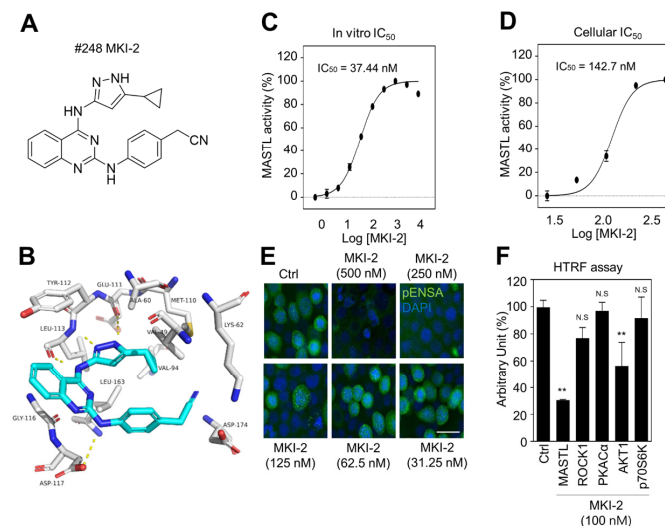 A
#248 MKI-2
N
NH
NH
N
N
N
H
CN
B
TYR-112
GLU-111
ALA-60
MET-110
LYS-62
LEU-113
VAL-94
LEU-163
GLY-116
ASP-174
ASP-117
C
In vitro IC50
IC50 = 37.44 nM
MASTL activity (%)
120
100
80
60
40
20
0
0
1
2
3
4
Log [MKI-2]
D
Cellular IC50
IC50 = 142.7 nM
MASTL activity (%)
120
100
80
60
40
20
0
1.5
2.0
2.5
Log [MKI-2]
E
Ctrl
MKI-2
(500 nM)
MKI-2
(250 nM)
pENSA
DAPI
MKI-2
(125 nM)
MKI-2
(62.5 nM)
MKI-2
(31.25 nM)
F
HTRF assay
Arbitrary Unit (%)
120
100
80
60
40
20
0
**
N.S
N.S
**
N.S
Ctrl
MASTL
ROCK1
PKACα
AKT1
p70S6K
MKI-2
(100 nM)